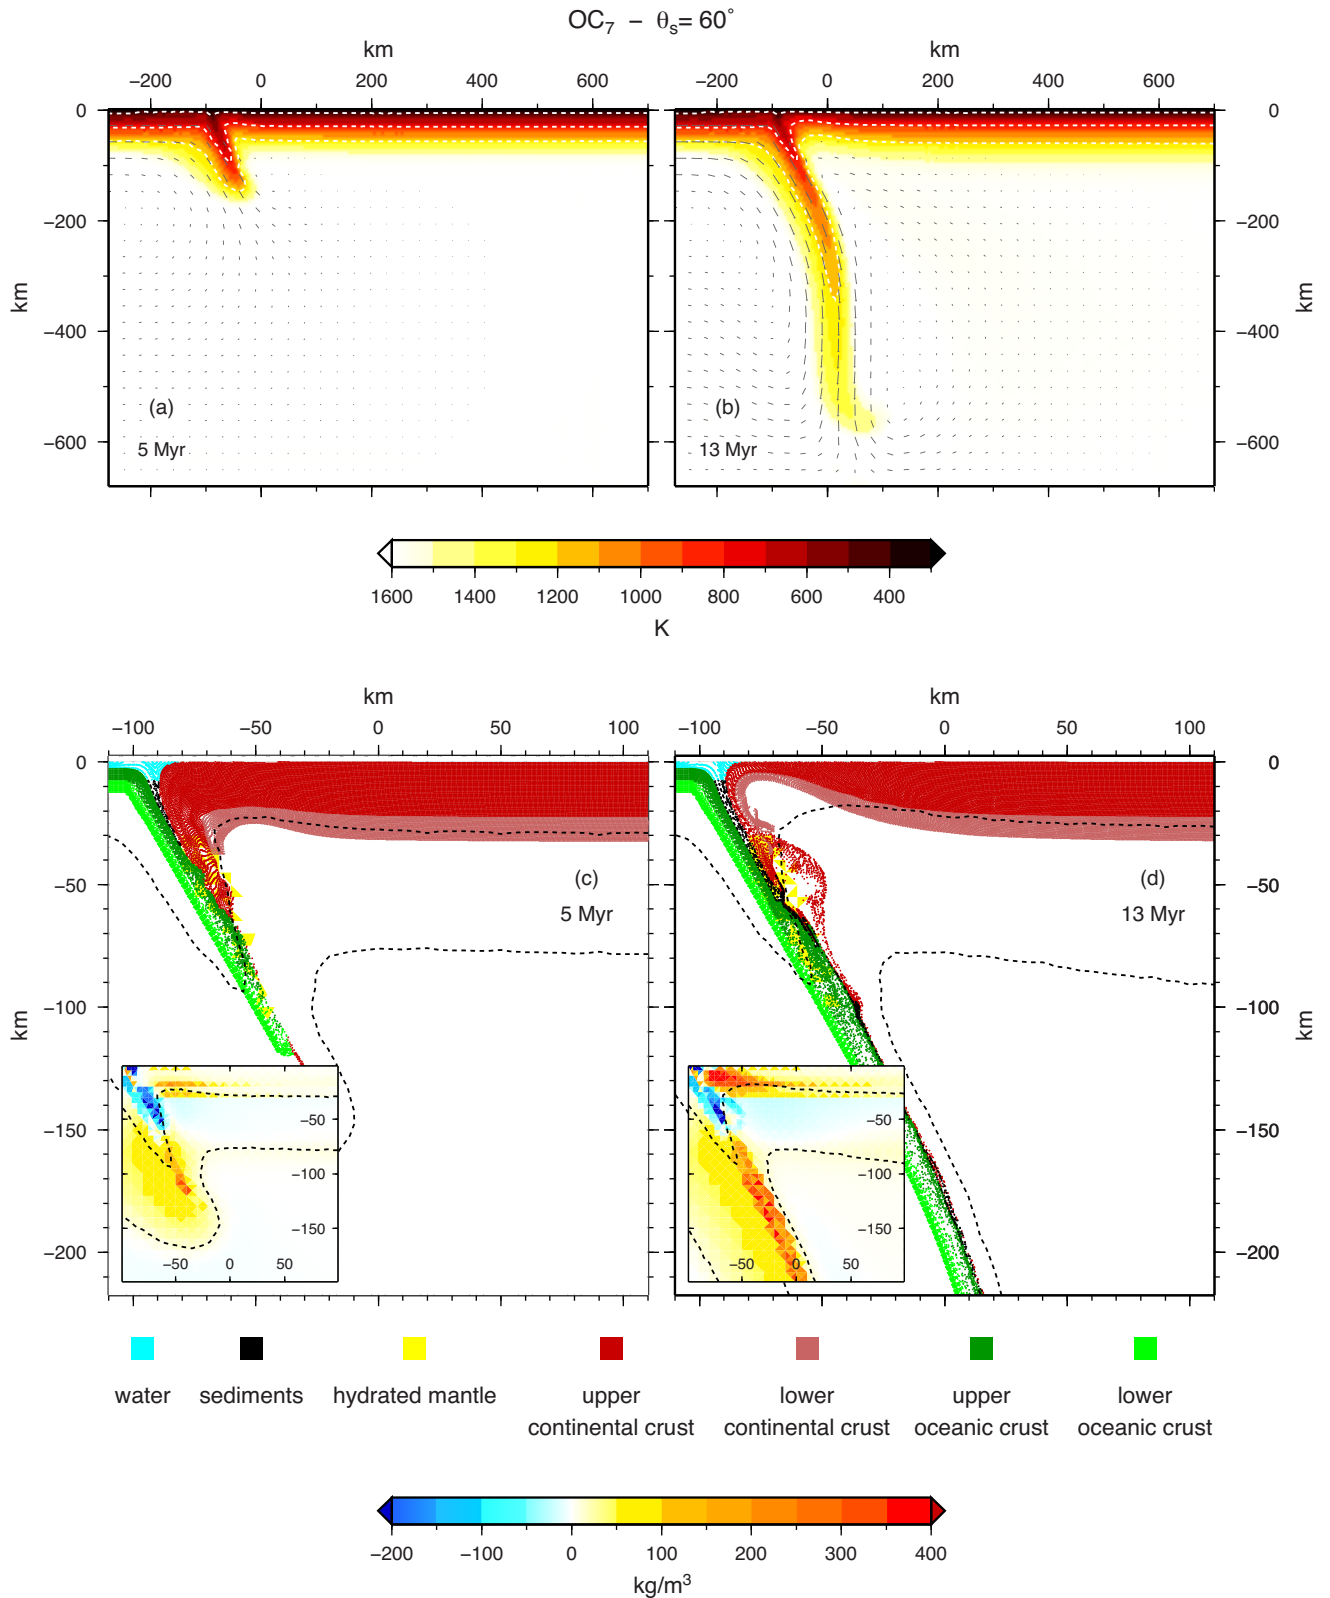 OC7 − θs= 60°
km km
−200 0 200 400 600 −200 0 200 400 600
0 0
−200 −200
−400 −400
−600 −600
km km
(a) (b)
5 Myr 13 Myr
1600 1400 1200 1000 800 600 400
K
km km
−100 −50 0 50 100 −100 −50 0 50 100
0 0
−50 −50
−100 −100
−150 −150
−200 −200
km km
(c) (d)
5 Myr 13 Myr
−50 −50
−100 −100
−150 −150
−50 0 50 −50 0 50
water sediments hydrated mantle upper lower upper lower
continental crust continental crust oceanic crust oceanic crust
−200 −100 0 100 200 300 400
kg/m³